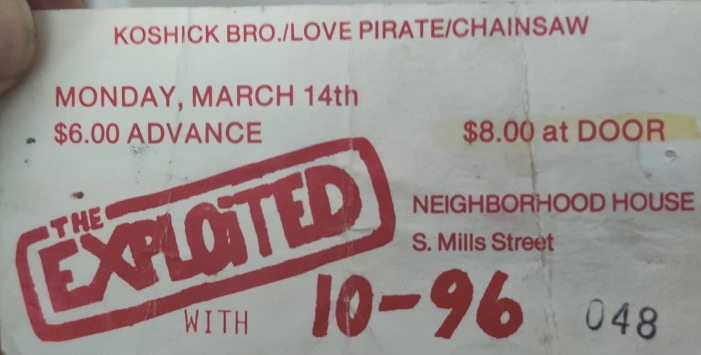 KOSHICK BRO./LOVE PIRATE/CHAINSAW
MONDAY, MARCH 14th
$6.00 ADVANCE
$8.00 at DOOR
THE
EXPLOITED
NEIGHBORHOOD HOUSE
S. Mills Street
WITH 10-96
048